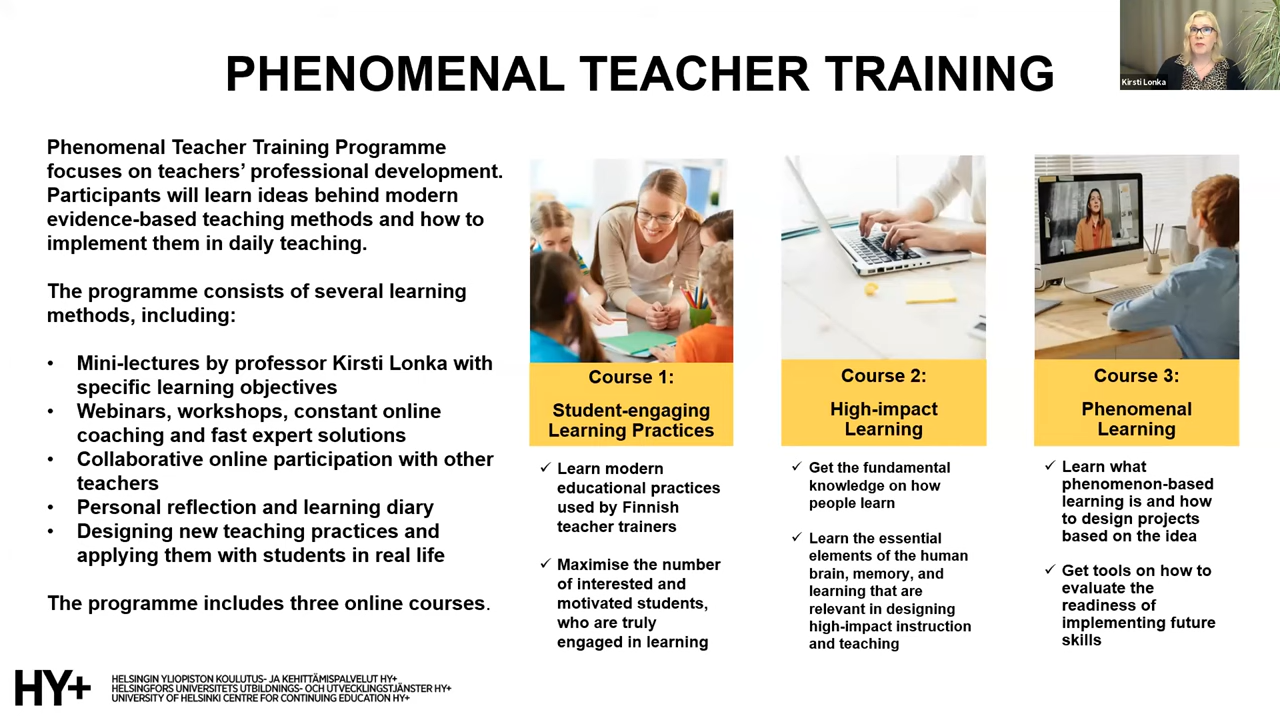 PHENOMENAL TEACHER TRAINING
Kirsti Lonka
Phenomenal Teacher Training Programme
focuses on teachers’ professional development.
Participants will learn ideas behind modern
evidence-based teaching methods and how to
implement them in daily teaching.
The programme consists of several learning
methods, including:
• Mini-lectures by professor Kirsti Lonka with
specific learning objectives
• Webinars, workshops, constant online
coaching and fast expert solutions
• Collaborative online participation with other
teachers
• Personal reflection and learning diary
• Designing new teaching practices and
applying them with students in real life
The programme includes three online courses.
Course 1:
Student-engaging
Learning Practices
✓ Learn modern
educational practices
used by Finnish
teacher trainers
✓ Maximise the number
of interested and
motivated students,
who are truly
engaged in learning
Course 2:
High-impact
Learning
✓ Get the fundamental
knowledge on how
people learn
✓ Learn the essential
elements of the human
brain, memory, and
learning that are
relevant in designing
high-impact instruction
and teaching
Course 3:
Phenomenal
Learning
✓ Learn what
phenomenon-based
learning is and how
to design projects
based on the idea
✓ Get tools on how to
evaluate the
readiness of
implementing future
skills
HY+
HELSINGIN YLIOPISTON KOULUTUS- JA KEHITTÄMISPALVELUT HY+
HELSINGFORS UNIVERSITETS UTBILDNINGS- OCH UTVECKLINGSTJÄNSTER HY+
UNIVERSITY OF HELSINKI CENTRE FOR CONTINUING EDUCATION HY+